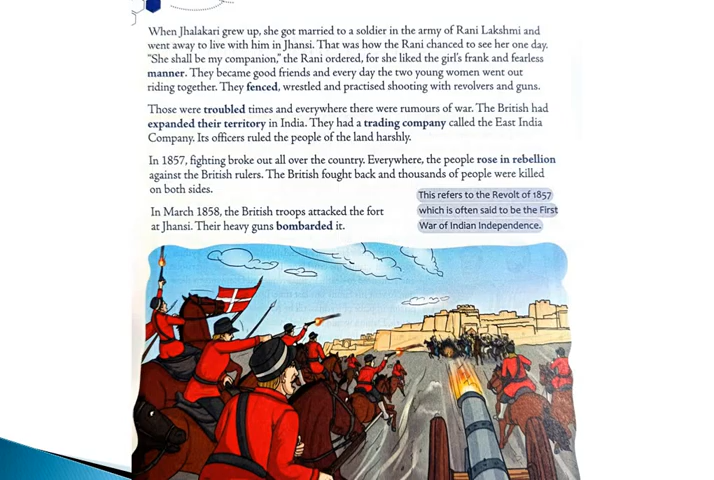 When Jhalakari grew up, she got married to a soldier in the army of Rani Lakshmi and
went away to live with him in Jhansi. That was how the Rani chanced to see her one day.
"She shall be my companion," the Rani ordered, for she liked the girl's frank and fearless
manner. They became good friends and every day the two young women went out
riding together. They fenced, wrestled and practised shooting with revolvers and guns.
Those were troubled times and everywhere there were rumours of war. The British had
expanded their territory in India. They had a trading company called the East India
Company. Its officers ruled the people of the land harshly.
In 1857, fighting broke out all over the country. Everywhere, the people rose in rebellion
against the British rulers. The British fought back and thousands of people were killed
on both sides.
This refers to the Revolt of 1857
which is often said to be the First
War of Indian Independence.
In March 1858, the British troops attacked the fort
at Jhansi. Their heavy guns bombarded it.